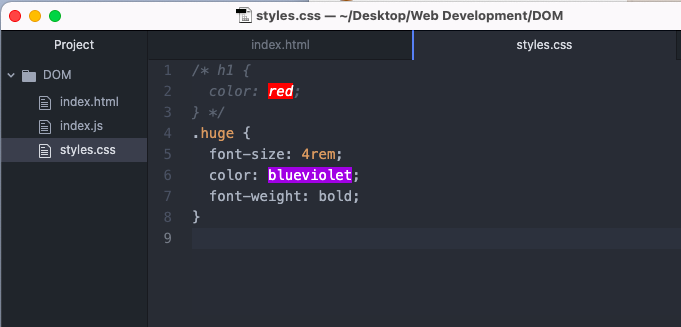 styles.css — ~/Desktop/Web Development/DOM
Project
DOM
index.html
index.js
styles.css
index.html
styles.css
1 /* h1 {
2   color: red;
3 } */
4 .huge {
5   font-size: 4rem;
6   color: blueviolet;
7   font-weight: bold;
8 }
9